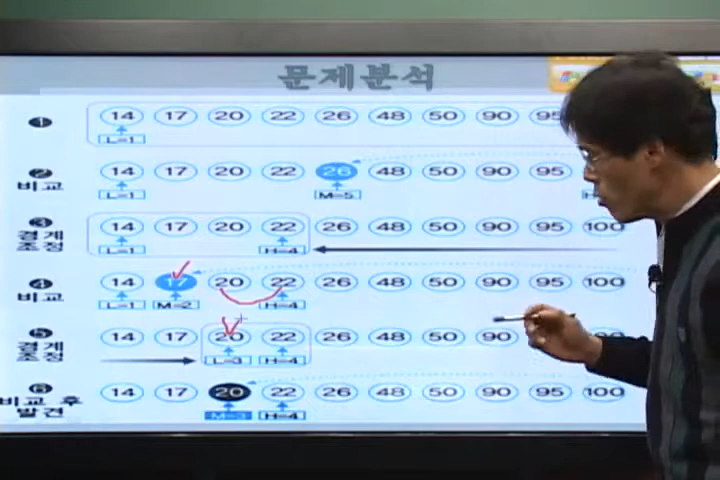 문제분석
1 14 17 20 22 26 48 50 90 95
L=1
2 비교 14 17 20 22 26 48 50 90 95
L=1 M=5
3 경계 조정 14 17 20 22 26 48 50 90 95 100
L=1 H=4
4 비교 14 17 20 22 26 48 50 90 95 100
L=1 M=2 H=4
5 경계 조정 14 17 20 22 26 48 50 90
L=3 H=4
6 비교 후 발견 14 17 20 22 26 48 50 90 95 100
M=3 H=4